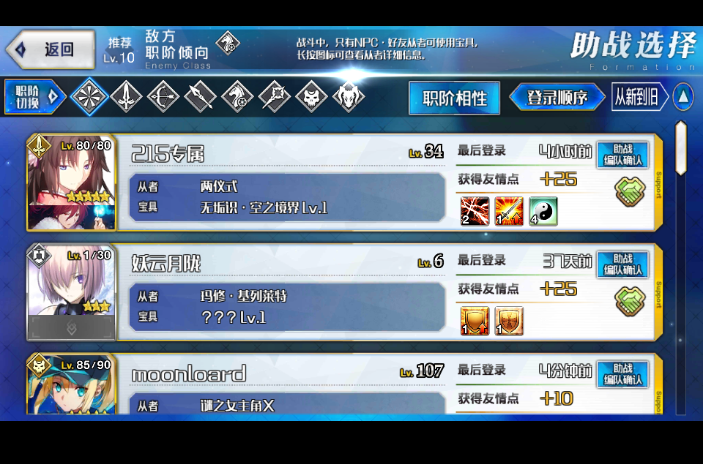 返回
推荐
Lv.10
敌方
职阶倾向
Enemy Class
战斗中，只有NPC·好友从者可使用宝具，
长按图标可查看从者详细信息。
助战选择
Formation
职阶
切换
职阶相性
登录顺序
从新到旧
Lv.80/80
215专属
Lv.34
最后登录
4小时前
助战
编队确认
从者
两仪式
获得友情点
+25
宝具
无垢识·空之境界Lv.1
2
1
4
Support
Lv.1/30
妖云月陇
Lv.6
最后登录
37天前
助战
编队确认
从者
玛修·基列莱特
获得友情点
+25
宝具
？？？Lv.1
1
1
Support
Lv.85/90
moonloard
Lv.107
最后登录
4分钟前
助战
编队确认
从者
谜之女主角X
获得友情点
+10
Support